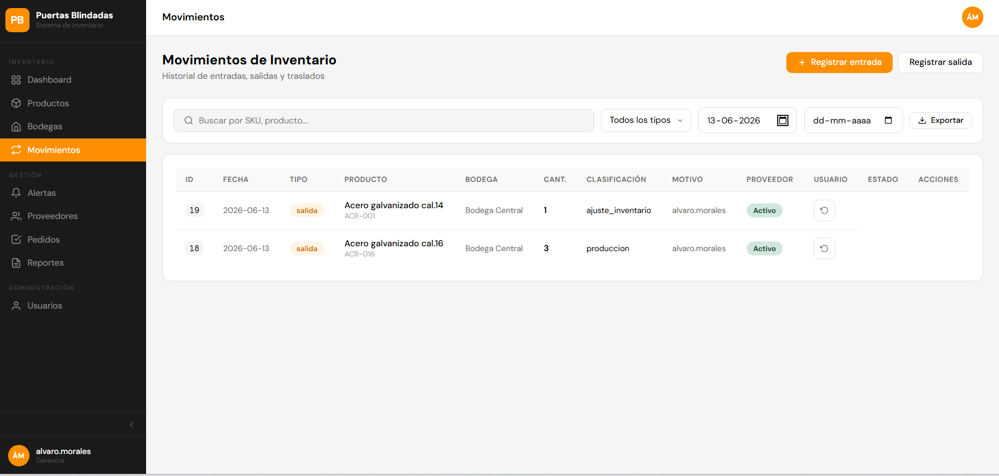 PB
Puertas Blindadas
Sistema de Inventario
INVENTARIO
Dashboard
Productos
Bodegas
Movimientos
GESTIÓN
Alertas
Proveedores
Pedidos
Reportes
ADMINISTRACIÓN
Usuarios
ÁM
alvaro.morales
Gerencia
Movimientos
ÁM
Movimientos de Inventario
Historial de entradas, salidas y traslados
+ Registrar entrada
Registrar salida
Buscar por SKU, producto...
Todos los tipos
13-06-2026
dd-mm-aaaa
Exportar
ID FECHA TIPO PRODUCTO BODEGA CANT. CLASIFICACIÓN MOTIVO PROVEEDOR USUARIO ESTADO ACCIONES
19 2026-06-13 salida Acero galvanizado cal.14 Bodega Central 1 ajuste_inventario alvaro.morales Activo
ACR-001
18 2026-06-13 salida Acero galvanizado cal.16 Bodega Central 3 produccion alvaro.morales Activo
ACR-016